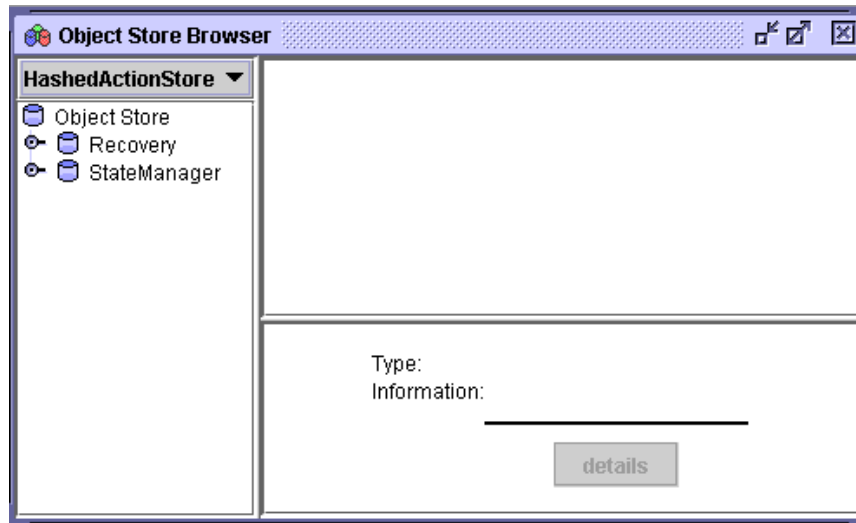 Object Store Browser
HashedActionStore
Object Store
Recovery
StateManager
Type:
Information:
details